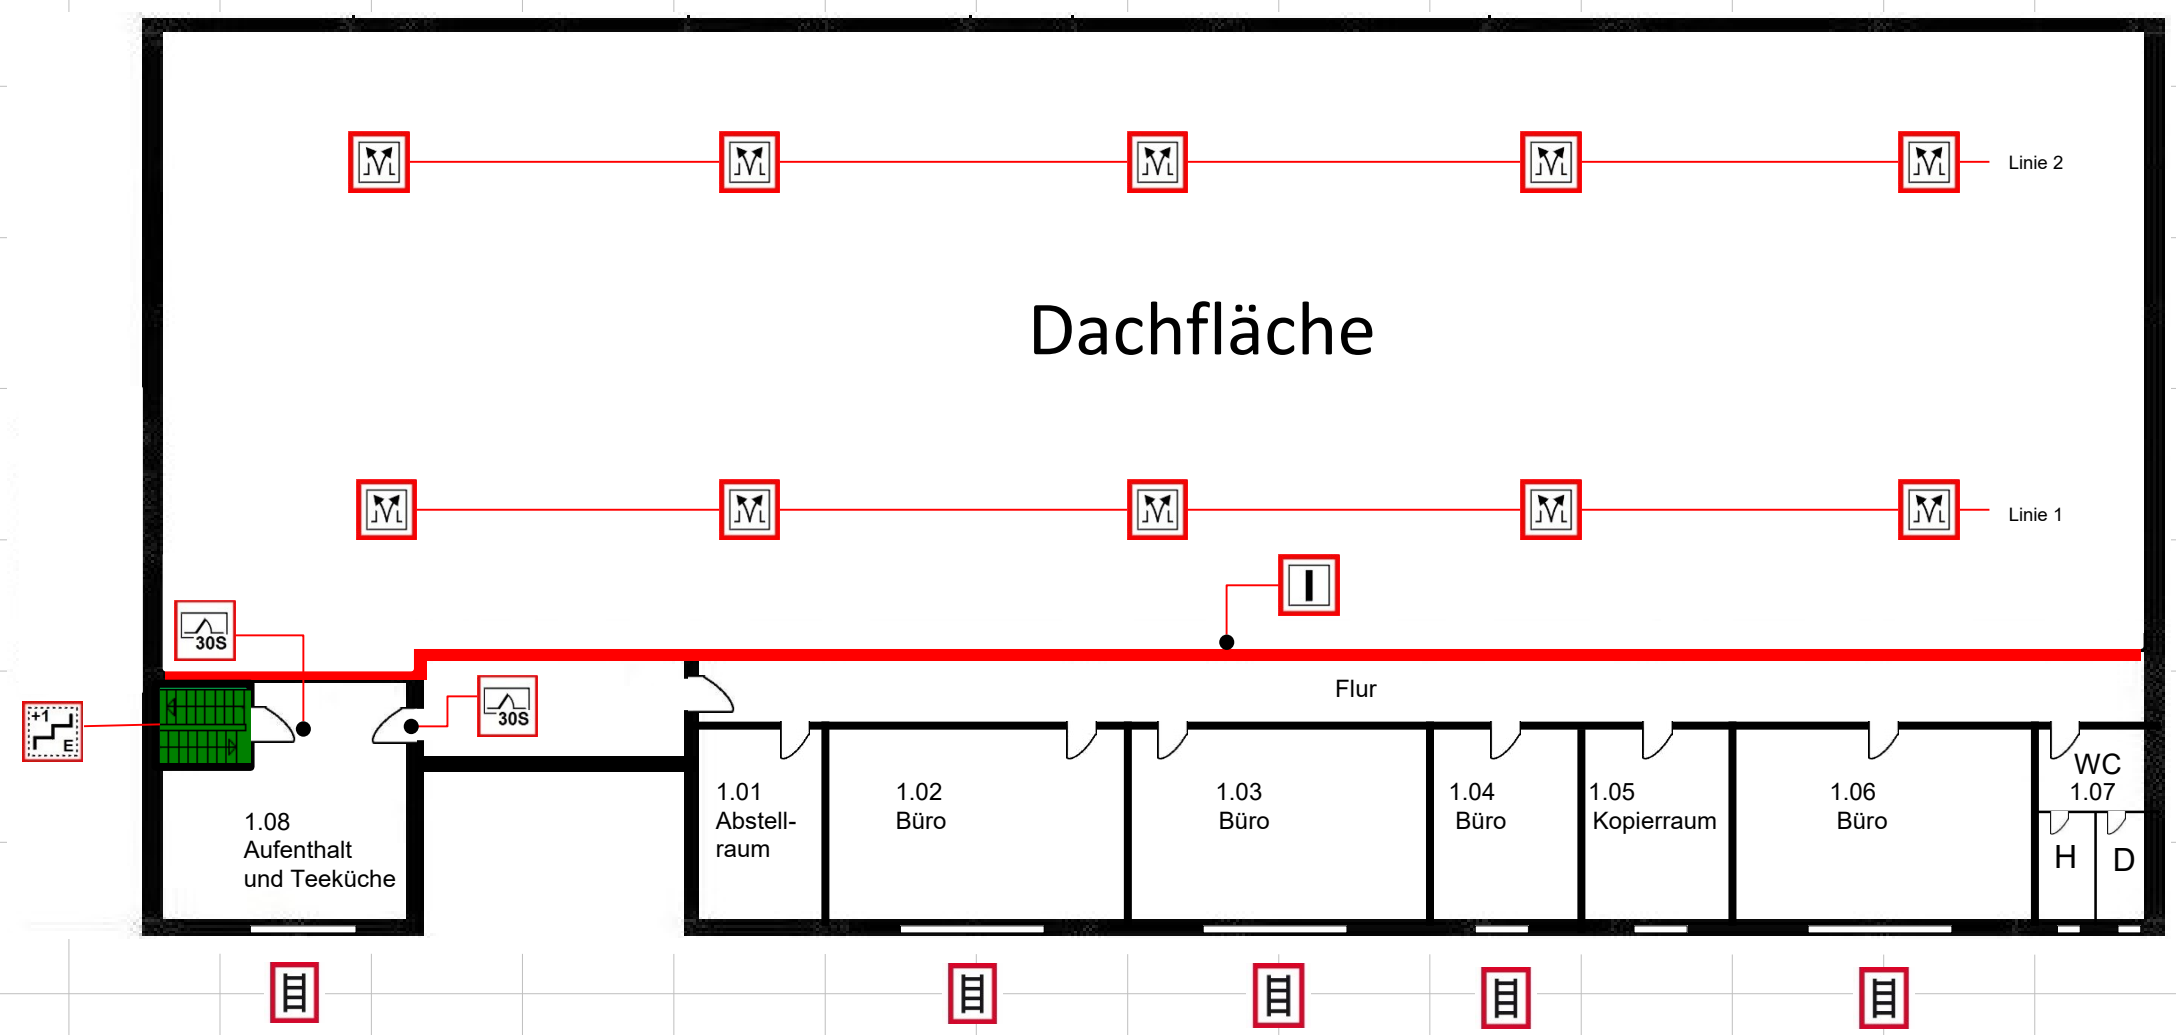 Linie 2
Dachfläche
Linie 1
30S
30S
Flur
+1
E
1.08
Aufenthalt
und Teeküche
1.01
Abstell-
raum
1.02
Büro
1.03
Büro
1.04
Büro
1.05
Kopierraum
1.06
Büro
WC
1.07
H
D